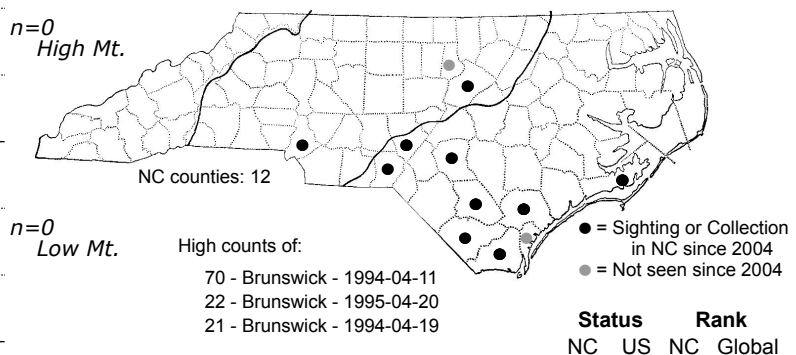 n=0
High Mt.
NC counties: 12
n=0
Low Mt.
High counts of:
70 - Brunswick - 1994-04-11
22 - Brunswick - 1995-04-20
21 - Brunswick - 1994-04-19
= Sighting or Collection
in NC since 2004
= Not seen since 2004
Status Rank
NC US NC Global